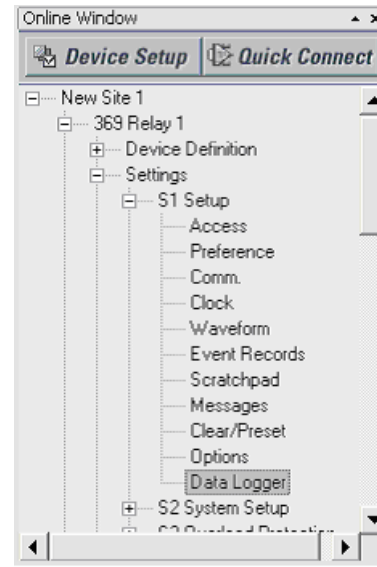 Online Window
Device Setup Quick Connect
New Site 1
369 Relay 1
Device Definition
Settings
S1 Setup
Access
Preference
Comm.
Clock
Waveform
Event Records
Scratchpad
Messages
Clear/Preset
Options
Data Logger
S2 System Setup